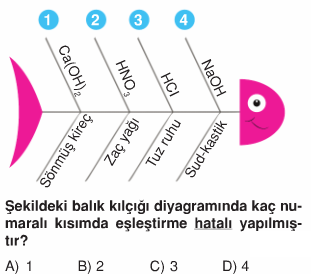 1 2 3 4
Ca(OH)₂ HNO₃ HCl NaOH
Sönmüş kireç Zaç yağı Tuz ruhu Sud-kastik
Şekildeki balık kılçığı diyagramında kaç nu-
maralı kısımda eşleştirme hatalı yapılmış-
tır?
A) 1 B) 2 C) 3 D) 4